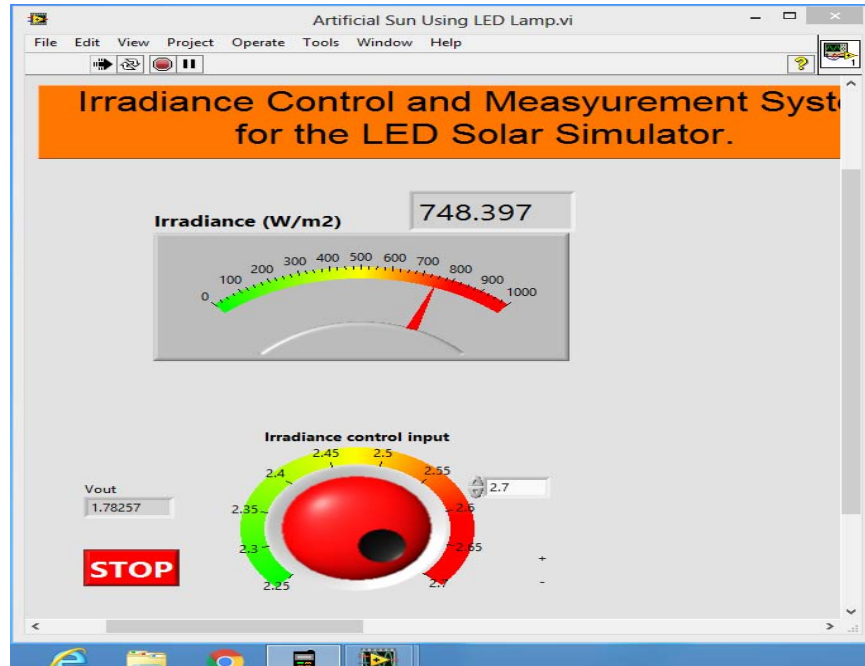 Artificial Sun Using LED Lamp.vi
File Edit View Project Operate Tools Window Help
1
Irradiance Control and Measyurement Syste
for the LED Solar Simulator.
Irradiance (W/m2)
748.397
0 100 200 300 400 500 600 700 800 900 1000
Irradiance control input
2.25 2.3 2.35 2.4 2.45 2.5 2.55 2.6 2.65 2.7
2.7
Vout
1.78257
STOP
+
-